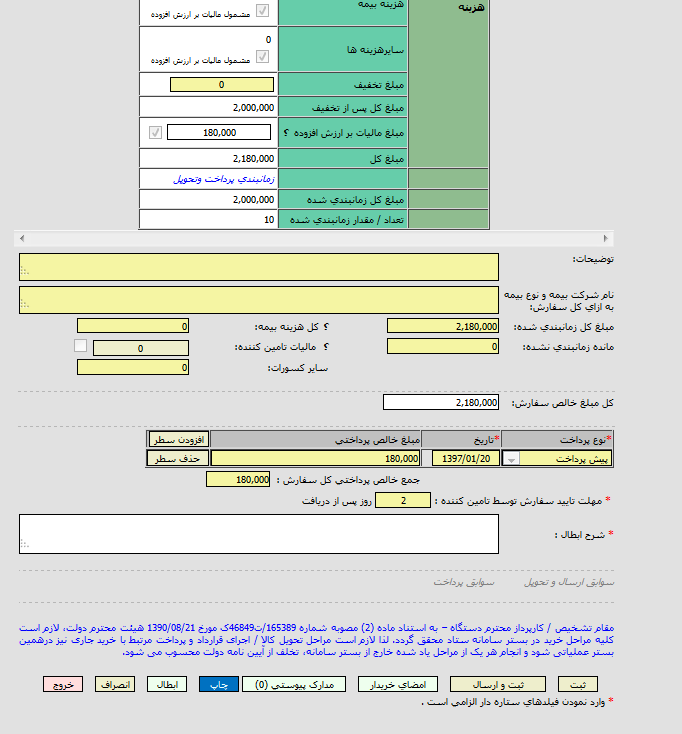 هزینه
هزینه بیمه
مشمول مالیات بر ارزش افزوده
سایرهزینه ها
0
مشمول مالیات بر ارزش افزوده
مبلغ تخفیف
0
مبلغ کل پس از تخفیف
2,000,000
مبلغ مالیات بر ارزش افزوده ؟
180,000
مبلغ کل
2,180,000
زمانبندي پرداخت وتحویل
مبلغ کل زمانبندي شده
2,000,000
تعداد / مقدار زمانبندي شده
10
توضیحات:
نام شرکت بیمه و نوع بیمه
به ازاي کل سفارش:
مبلغ کل زمانبندي شده: 2,180,000 ؟ کل هزینه بیمه: 0
مانده زمانبندي نشده: 0 ؟ مالیات تامین کننده: 0
سایر کسورات: 0
کل مبلغ خالص سفارش: 2,180,000
*نوع پرداخت *تاریخ مبلغ خالص پرداختي افزودن سطر
پیش پرداخت 1397/01/20 180,000 حذف سطر
جمع خالص پرداختي کل سفارش : 180,000
* مهلت تایید سفارش توسط تامین کننده : 2 روز پس از دریافت
* شرح ابطال :
سوابق ارسال و تحویل سوابق پرداخت
مقام تشخیص / کارپرداز محترم دستگاه – به استناد ماده (2) مصوبه شماره 165389/ت46849ک مورخ 1390/08/21 هیئت محترم دولت، لازم است
کلیه مراحل خرید در بستر سامانه ستاد محقق گردد. لذا لازم است مراحل تحویل کالا / اجرای قرارداد و پرداخت مرتبط با خرید جاری نیز درهمین
بستر عملیاتی شود و انجام هر یک از مراحل یاد شده خارج از بستر سامانه، تخلف از آیین نامه دولت محسوب می شود.
ثبت ثبت و ارسال امضاي خریدار مدارک پیوستي (0) چاپ ابطال انصراف خروج
* وارد نمودن فیلدهای ستاره دار الزامي است .